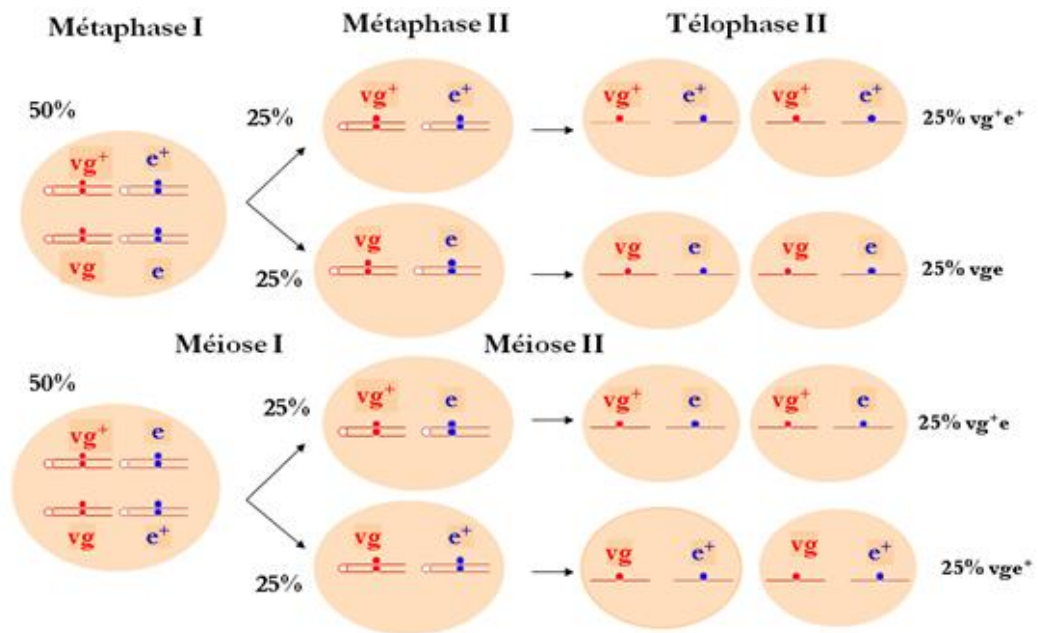 Métaphase I
Métaphase II
Télophase II
50%
vg⁺ e⁺
vg e
25%
vg⁺ e⁺
vg⁺ e⁺
vg⁺ e⁺
25% vg⁺e⁺
25%
vg e
vg e
vg e
25% vge
Méiose I
Méiose II
50%
vg⁺ e
vg e⁺
25%
vg⁺ e
vg⁺ e
vg⁺ e
25% vg⁺e
25%
vg e⁺
vg e⁺
vg e⁺
25% vge⁺